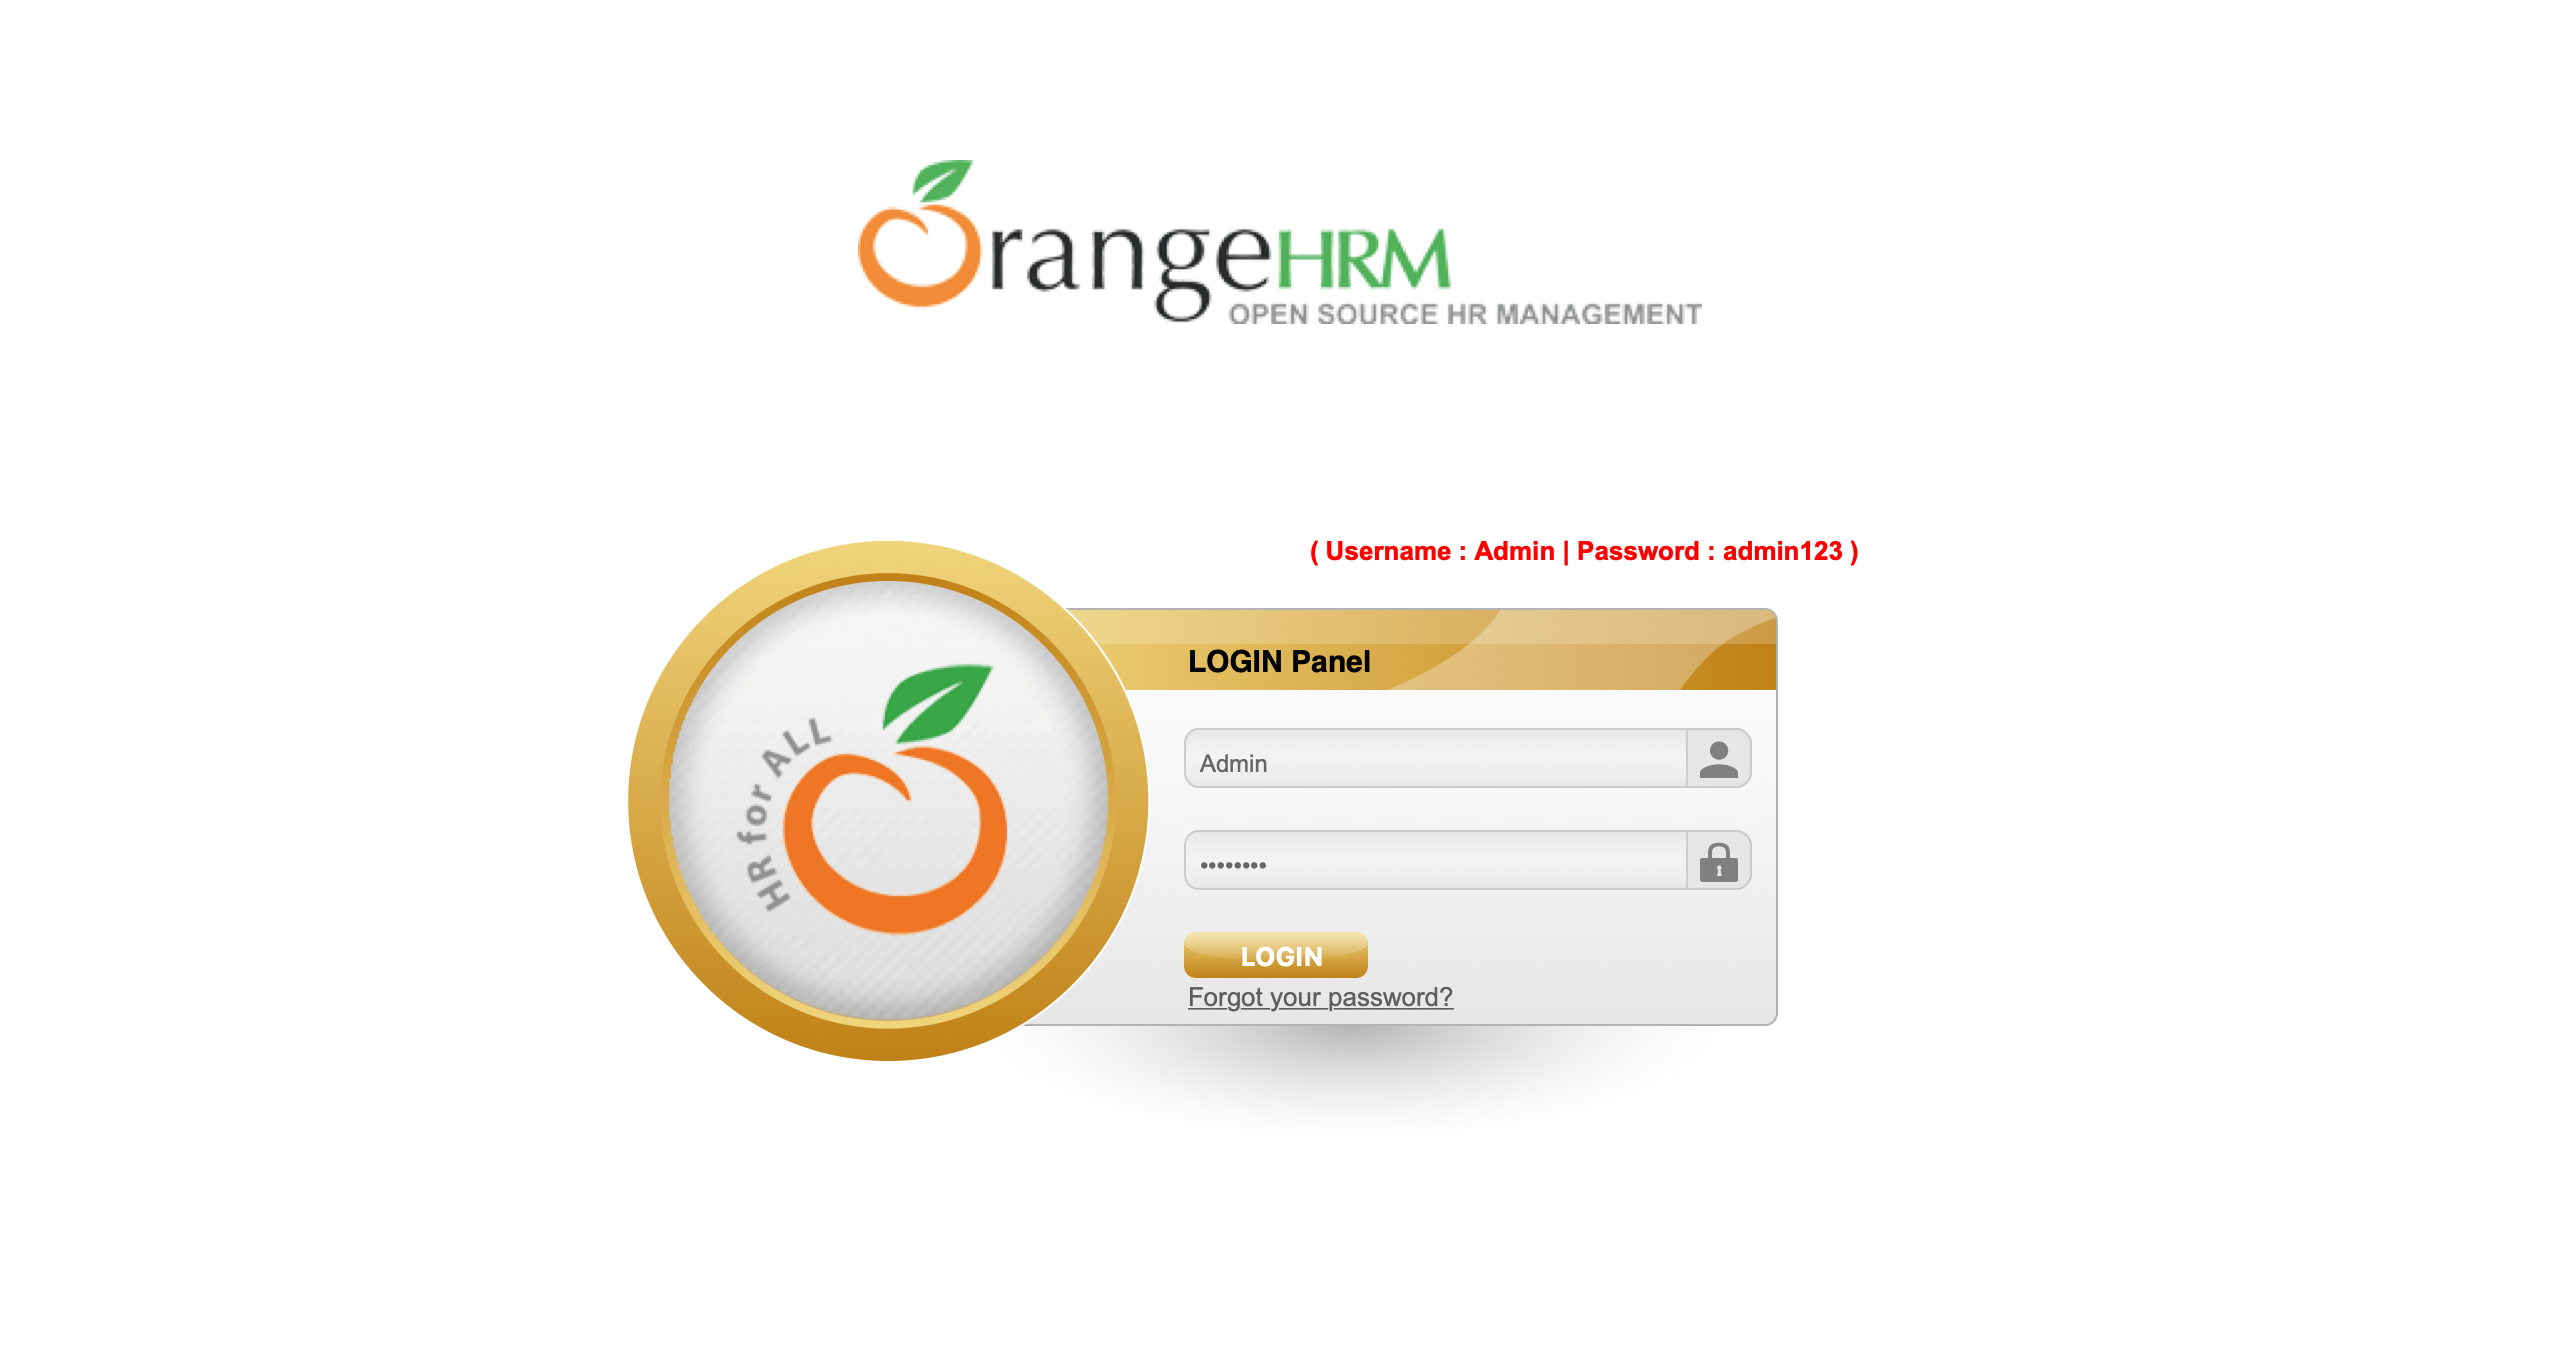 OrangeHRM
OPEN SOURCE HR MANAGEMENT
( Username : Admin | Password : admin123 )
HR for ALL
LOGIN Panel
Admin
••••••••
LOGIN
Forgot your password?